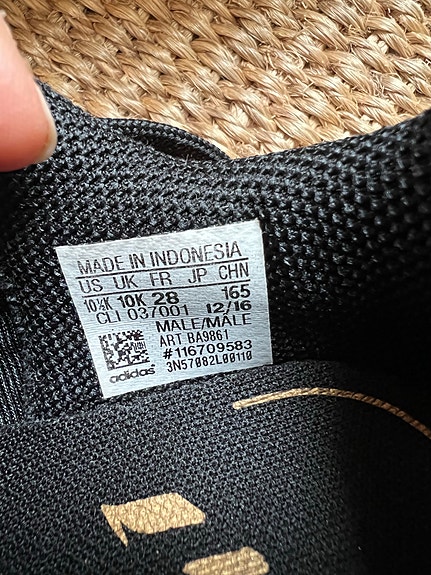 MADE IN INDONESIA
US UK FR JP CHN
10½K 10K 28 165
CLI 037001 12/16
MALE/MALE
ART BA9861
#116709583
3N57082L00110
adidas